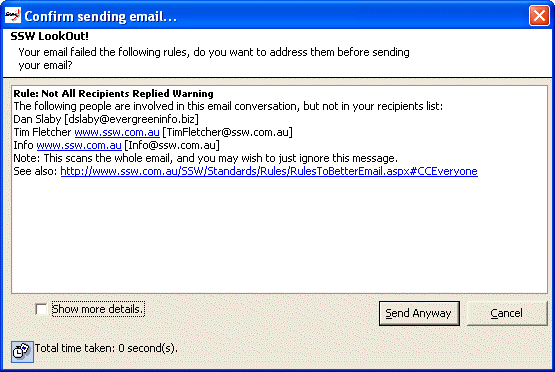 Confirm sending email...
SSW LookOut!
Your email failed the following rules, do you want to address them before sending
your email?
Rule: Not All Recipients Replied Warning
The following people are involved in this email conversation, but not in your recipients list:
Dan Slaby [dslaby@evergreeninfo.biz]
Tim Fletcher www.ssw.com.au [TimFletcher@ssw.com.au]
Info www.ssw.com.au [Info@ssw.com.au]
Note: This scans the whole email, and you may wish to just ignore this message.
See also: http://www.ssw.com.au/SSW/Standards/Rules/RulesToBetterEmail.aspx#CCEveryone
Show more details.
Send Anyway
Cancel
Total time taken: 0 second(s).